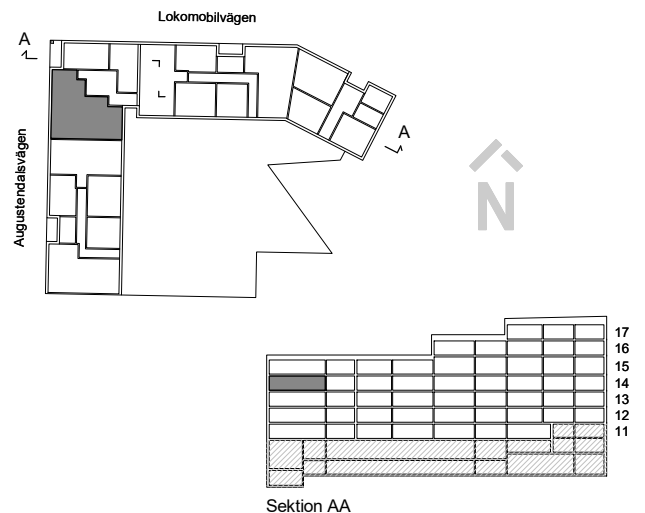 Lokomobilvägen
A
A
Augustendalsvägen
N
17
16
15
14
13
12
11
Sektion AA